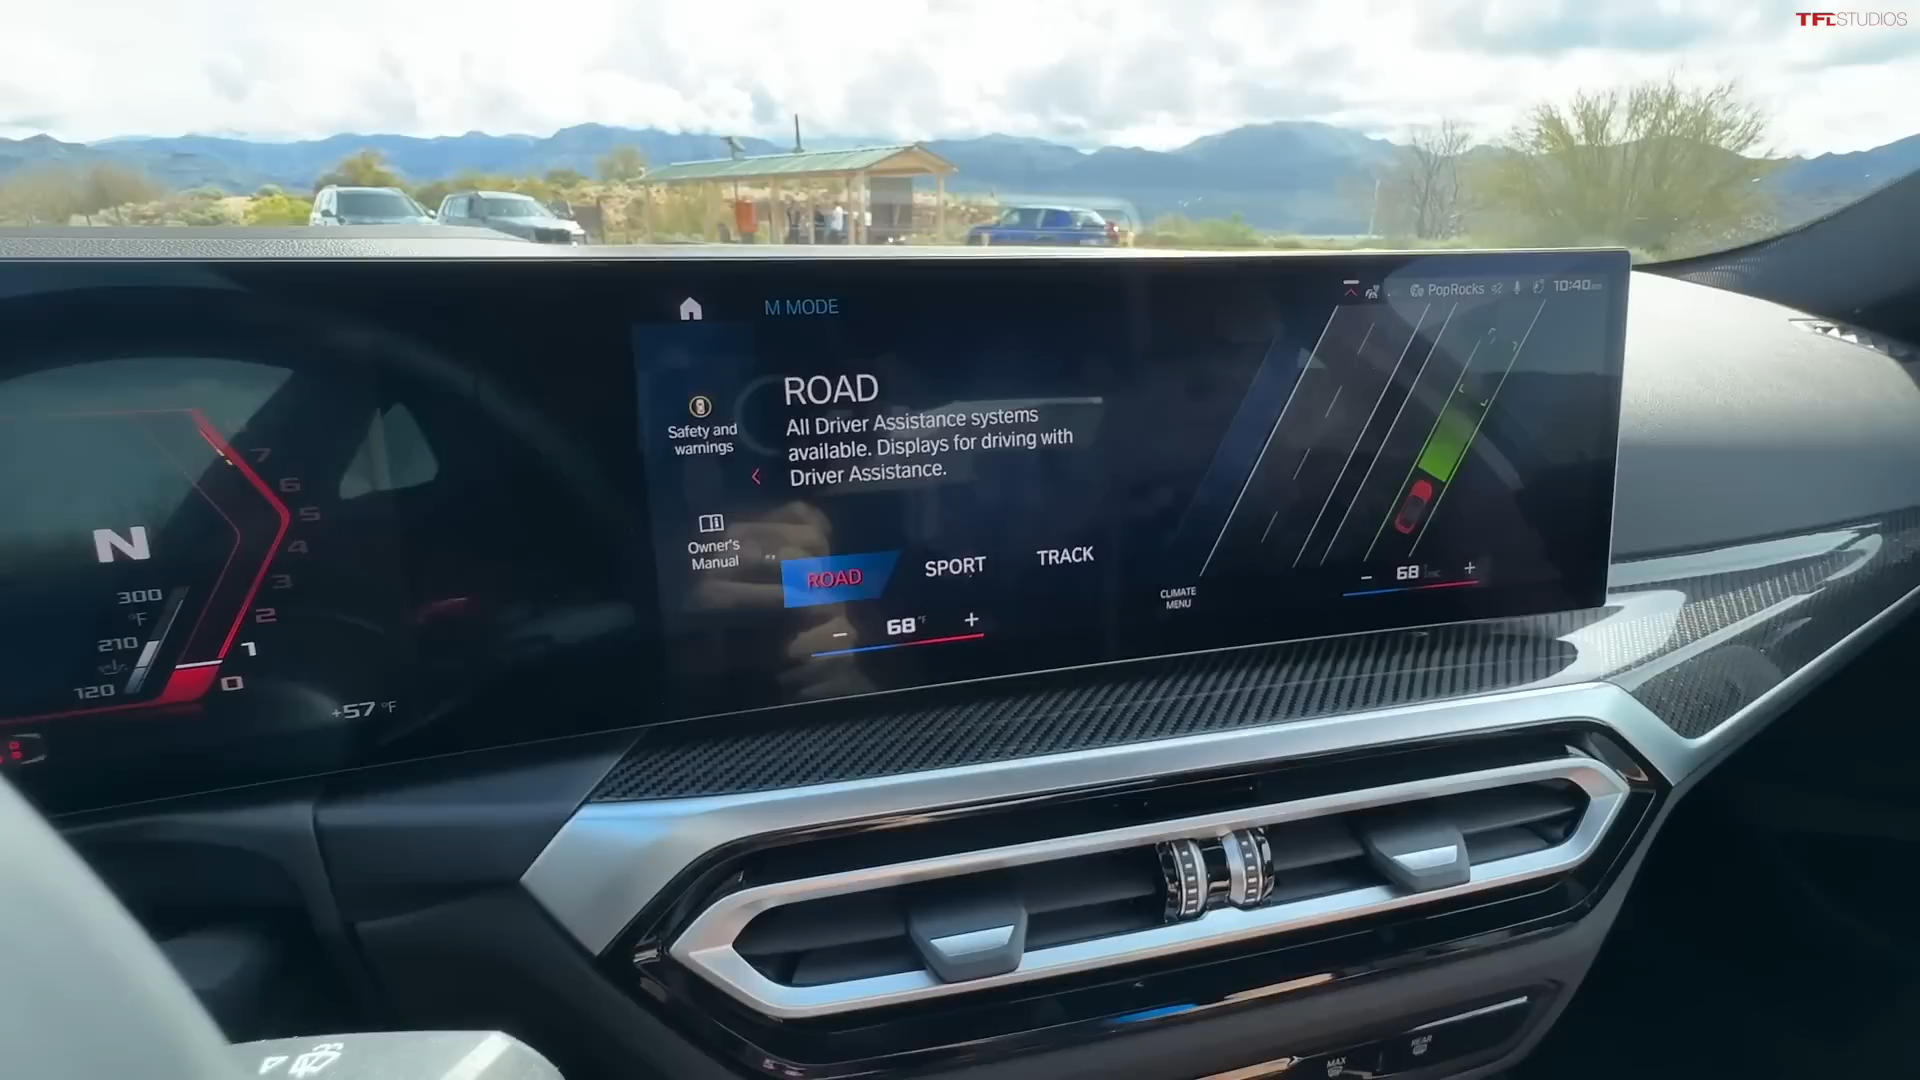 TFLSTUDIOS
M MODE
PopRocks
10:40
ROAD
All Driver Assistance systems
available. Displays for driving with
Driver Assistance.
Safety and
warnings
Owner's
Manual
ROAD
SPORT
TRACK
− 68 °F +
CLIMATE
MENU
− 68 +
N
7
6
5
4
3
2
1
0
300
°F
210
120
+57 °F
MAX
REAR